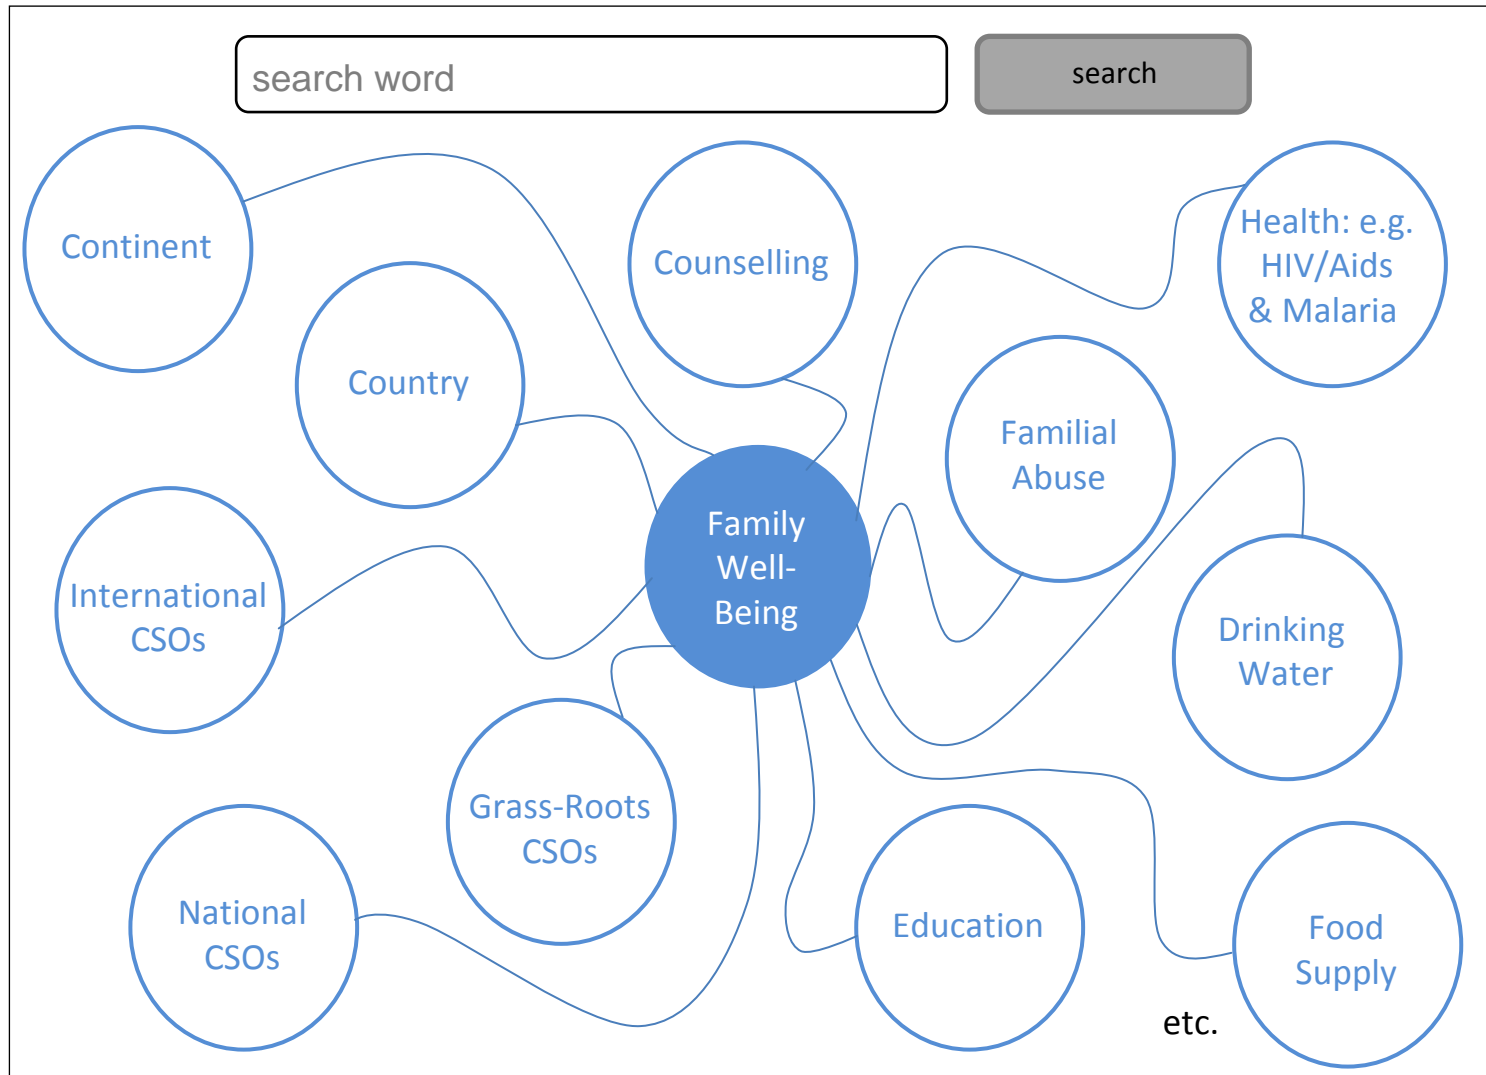 search word
search
Continent
Counselling
Health: e.g.
HIV/Aids
& Malaria
Country
Familial
Abuse
Family
Well-
Being
International
CSOs
Drinking
Water
Grass-Roots
CSOs
National
CSOs
Education
Food
Supply
etc.